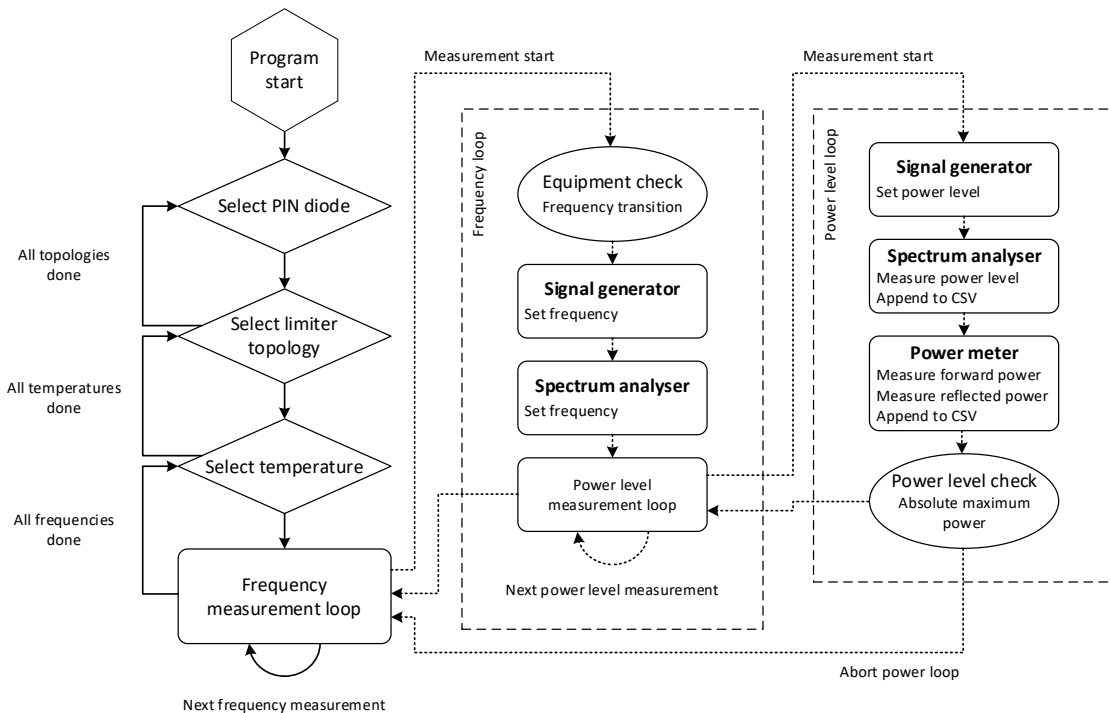 Program
start
Select PIN diode
All topologies
done
Select limiter
topology
All temperatures
done
Select temperature
All frequencies
done
Frequency
measurement loop
Next frequency measurement
Measurement start
Frequency loop
Equipment check
Frequency transition
Signal generator
Set frequency
Spectrum analyser
Set frequency
Power level
measurement loop
Next power level measurement
Measurement start
Power level loop
Signal generator
Set power level
Spectrum analyser
Measure power level
Append to CSV
Power meter
Measure forward power
Measure reflected power
Append to CSV
Power level check
Absolute maximum
power
Abort power loop